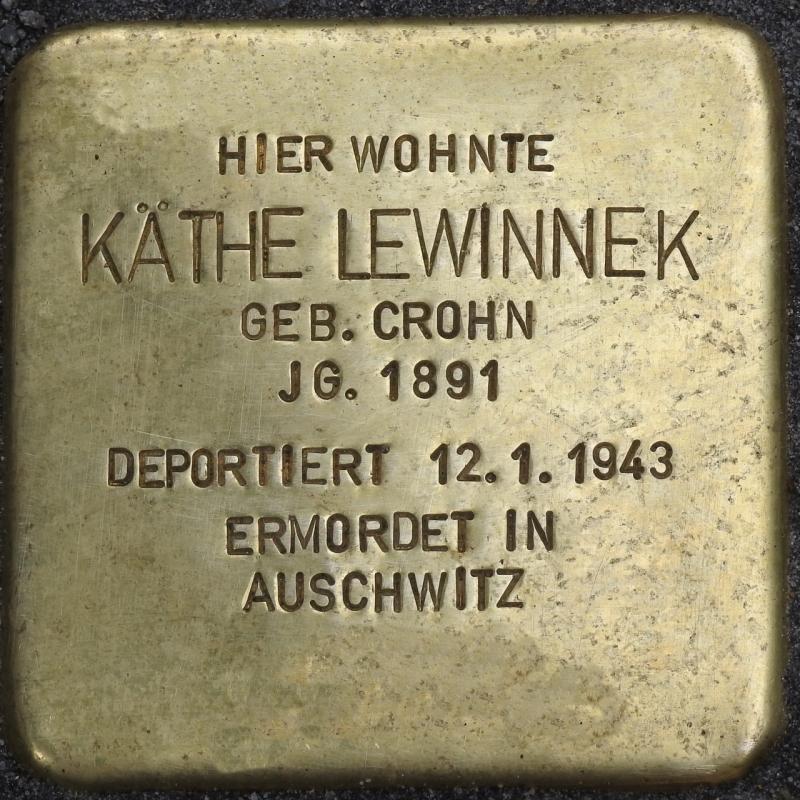 HIER WOHNTE
KÄTHE LEWINNEK
GEB. CROHN
JG. 1891
DEPORTIERT 12.1.1943
ERMORDET IN
AUSCHWITZ